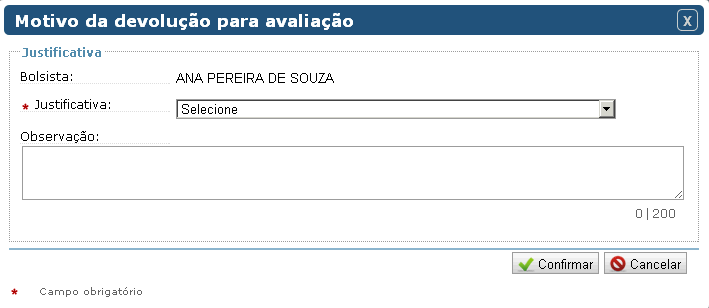 Motivo da devolução para avaliação X
Justificativa
Bolsista: ANA PEREIRA DE SOUZA
* Justificativa: Selecione
Observação:
0 | 200
Confirmar Cancelar
* Campo obrigatório